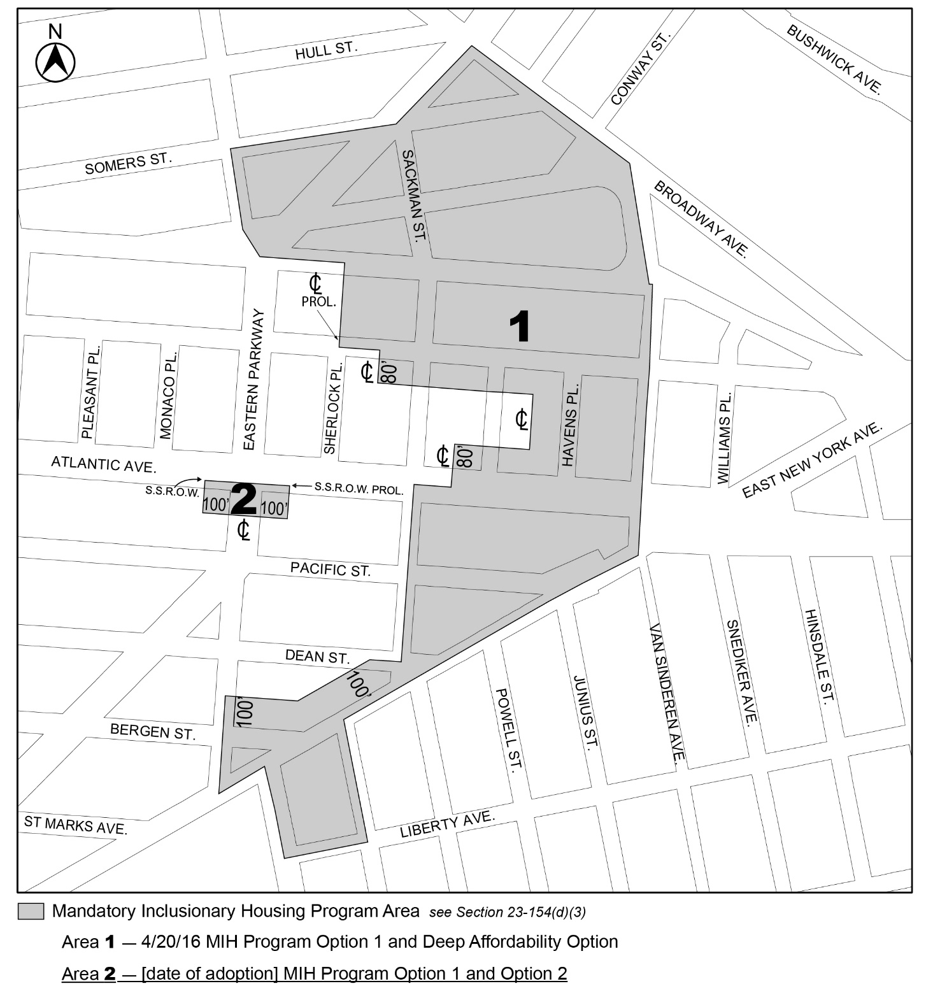 N
HULL ST.
CONWAY ST.
BUSHWICK AVE.
SOMERS ST.
SACKMAN ST.
BROADWAY AVE.
℄
PROL.
1
EASTERN PARKWAY
PLEASANT PL.
MONACO PL.
SHERLOCK PL.
℄
80'
℄
HAVENS PL.
WILLIAMS PL.
℄
80'
EAST NEW YORK AVE.
ATLANTIC AVE.
S.S.R.O.W.
S.S.R.O.W. PROL.
100'
2
100'
℄
PACIFIC ST.
DEAN ST.
100'
100'
BERGEN ST.
POWELL ST.
JUNIUS ST.
VAN SINDEREN AVE.
SNEDIKER AVE.
HINSDALE ST.
ST MARKS AVE.
LIBERTY AVE.
Mandatory Inclusionary Housing Program Area see Section 23-154(d)(3)
Area 1 — 4/20/16 MIH Program Option 1 and Deep Affordability Option
Area 2 — [date of adoption] MIH Program Option 1 and Option 2